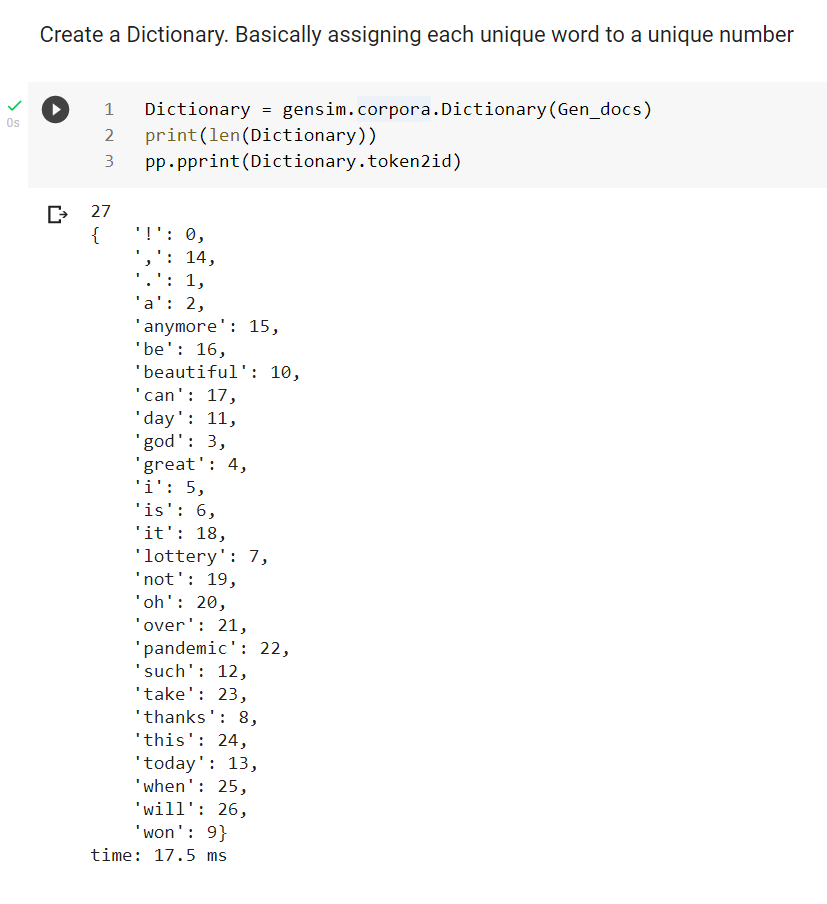 Create a Dictionary. Basically assigning each unique word to a unique number
0s
1 Dictionary = gensim.corpora.Dictionary(Gen_docs)
2 print(len(Dictionary))
3 pp.pprint(Dictionary.token2id)
27
{ '!': 0,
',': 14,
'.': 1,
'a': 2,
'anymore': 15,
'be': 16,
'beautiful': 10,
'can': 17,
'day': 11,
'god': 3,
'great': 4,
'i': 5,
'is': 6,
'it': 18,
'lottery': 7,
'not': 19,
'oh': 20,
'over': 21,
'pandemic': 22,
'such': 12,
'take': 23,
'thanks': 8,
'this': 24,
'today': 13,
'when': 25,
'will': 26,
'won': 9}
time: 17.5 ms